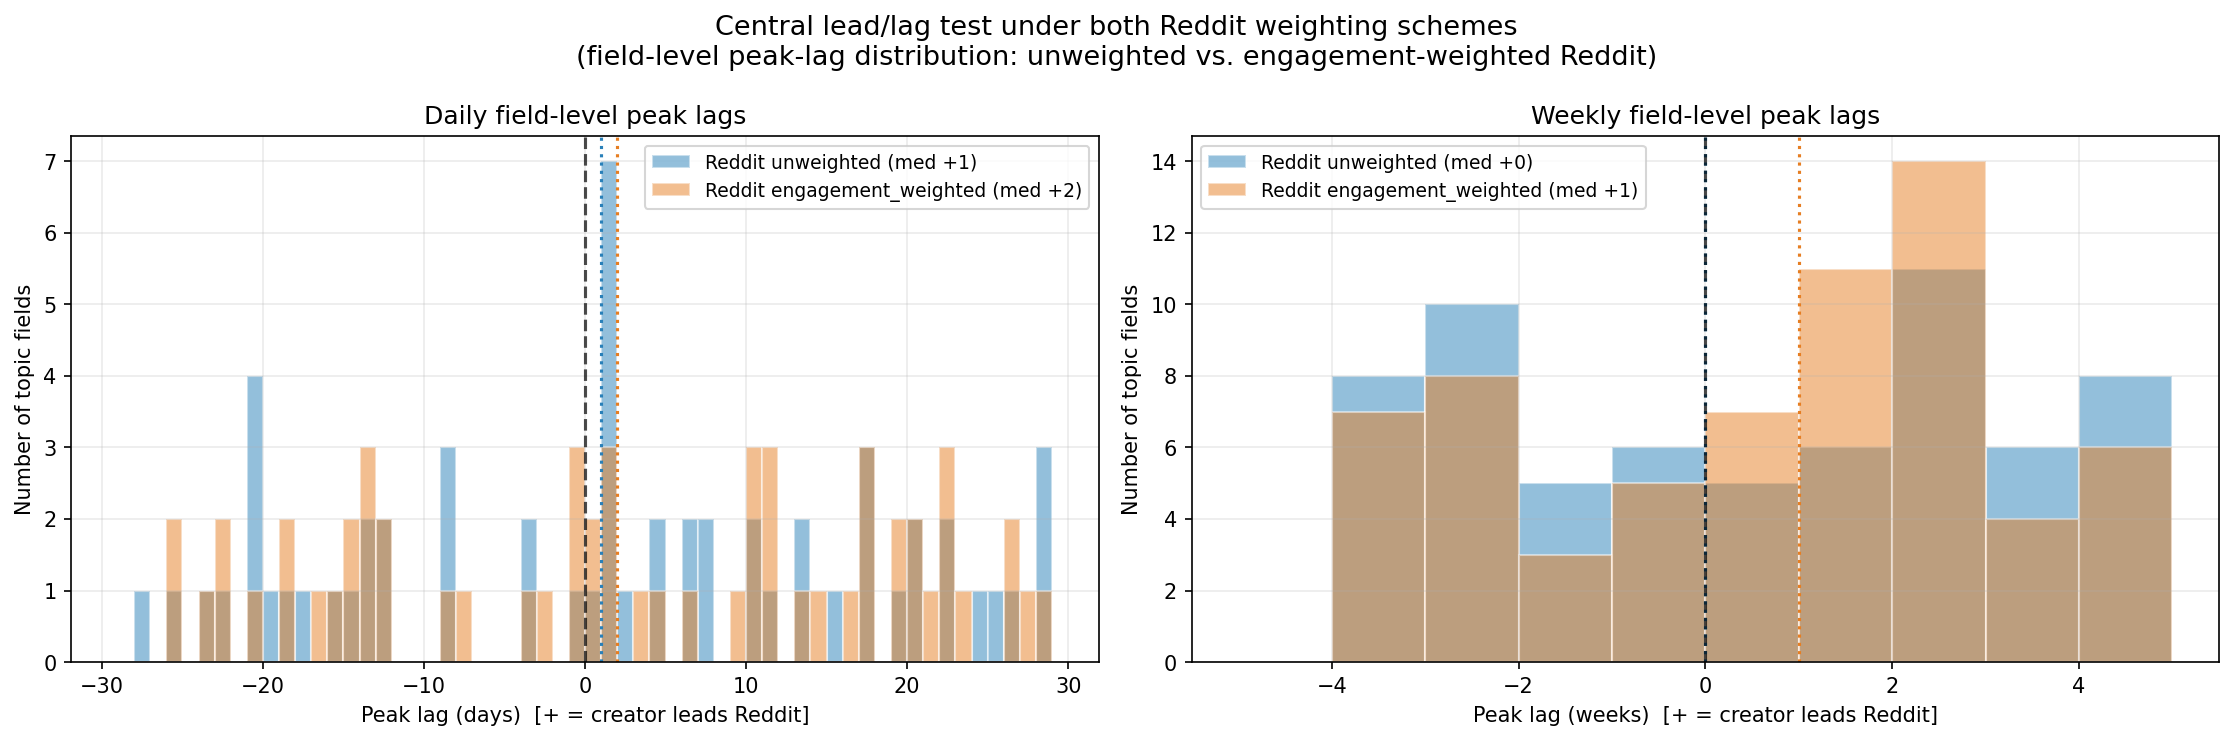 Central lead/lag test under both Reddit weighting schemes
(field-level peak-lag distribution: unweighted vs. engagement-weighted Reddit)
Daily field-level peak lags
Reddit unweighted (med +1)
Reddit engagement_weighted (med +2)
Number of topic fields
7
6
5
4
3
2
1
0
−30
−20
−10
0
10
20
30
Peak lag (days)  [+ = creator leads Reddit]
Weekly field-level peak lags
Reddit unweighted (med +0)
Reddit engagement_weighted (med +1)
Number of topic fields
14
12
10
8
6
4
2
0
−4
−2
0
2
4
Peak lag (weeks)  [+ = creator leads Reddit]